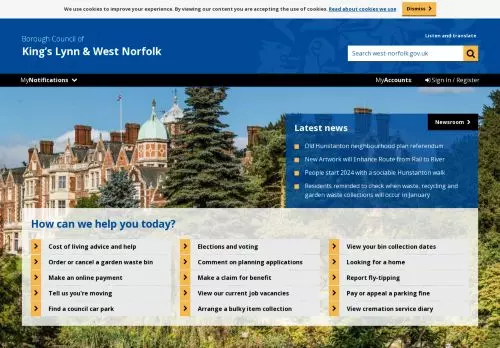 We use cookies to improve your experience. By viewing our content you are accepting the use of cookies. Read about cookies we use Dismiss
Borough Council of
King's Lynn & West Norfolk
Listen and translate
Search west-norfolk.gov.uk
MyNotifications
MyAccounts
Sign In / Register
Newsroom
Latest news
Old Hunstanton neighbourhood plan referendum
New Artwork will Enhance Route from Rail to River
People start 2024 with a sociable Hunstanton walk
Residents reminded to check when waste, recycling and
garden waste collections will occur in January
How can we help you today?
Cost of living advice and help
Elections and voting
View your bin collection dates
Order or cancel a garden waste bin
Comment on planning applications
Looking for a home
Make an online payment
Make a claim for benefit
Report fly-tipping
Tell us you're moving
View our current job vacancies
Pay or appeal a parking fine
Find a council car park
Arrange a bulky item collection
View cremation service diary